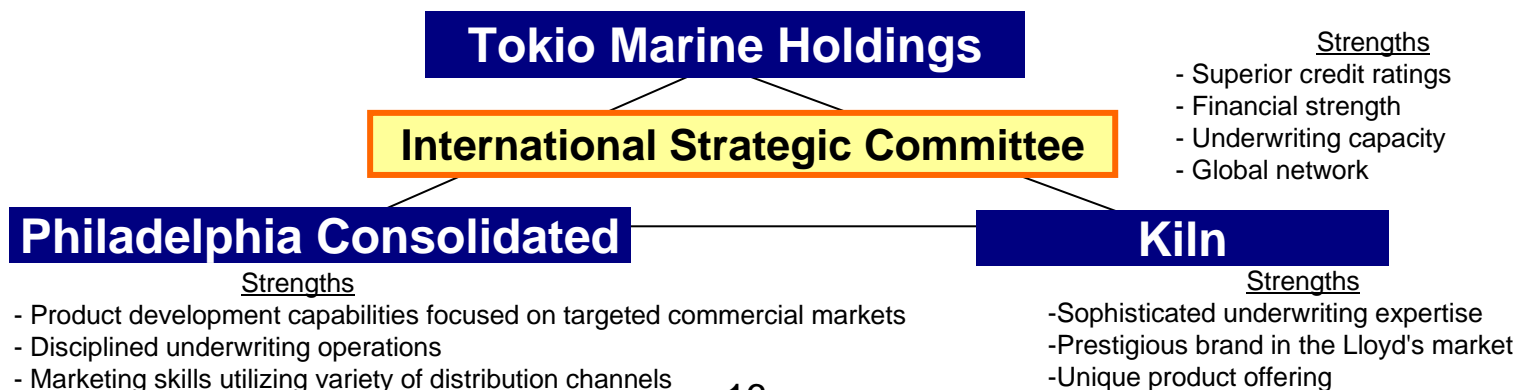 Tokio Marine Holdings
Strengths
- Superior credit ratings
- Financial strength
- Underwriting capacity
- Global network
International Strategic Committee
Philadelphia Consolidated
Strengths
- Product development capabilities focused on targeted commercial markets
- Disciplined underwriting operations
- Marketing skills utilizing variety of distribution channels
Kiln
Strengths
-Sophisticated underwriting expertise
-Prestigious brand in the Lloyd's market
-Unique product offering